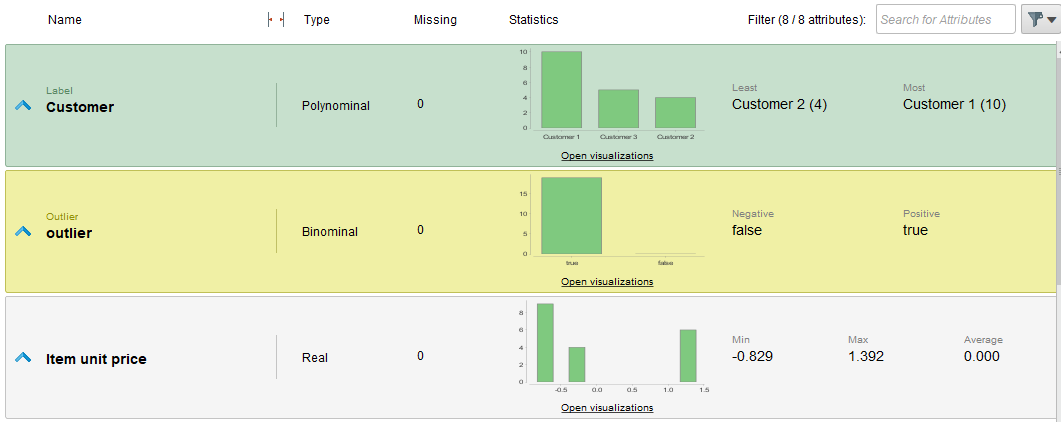 Name Type Missing Statistics Filter (8 / 8 attributes): Search for Attributes
Label
Customer
Polynominal
0
10
8
6
4
2
0
Customer 1 Customer 3 Customer 2
Open visualizations
Least
Customer 2 (4)
Most
Customer 1 (10)
Outlier
outlier
Binominal
0
15
10
5
0
true false
Open visualizations
Negative
false
Positive
true
Item unit price
Real
0
8
6
4
2
0
-0.5 0.0 0.5 1.0 1.5
Open visualizations
Min
-0.829
Max
1.392
Average
0.000